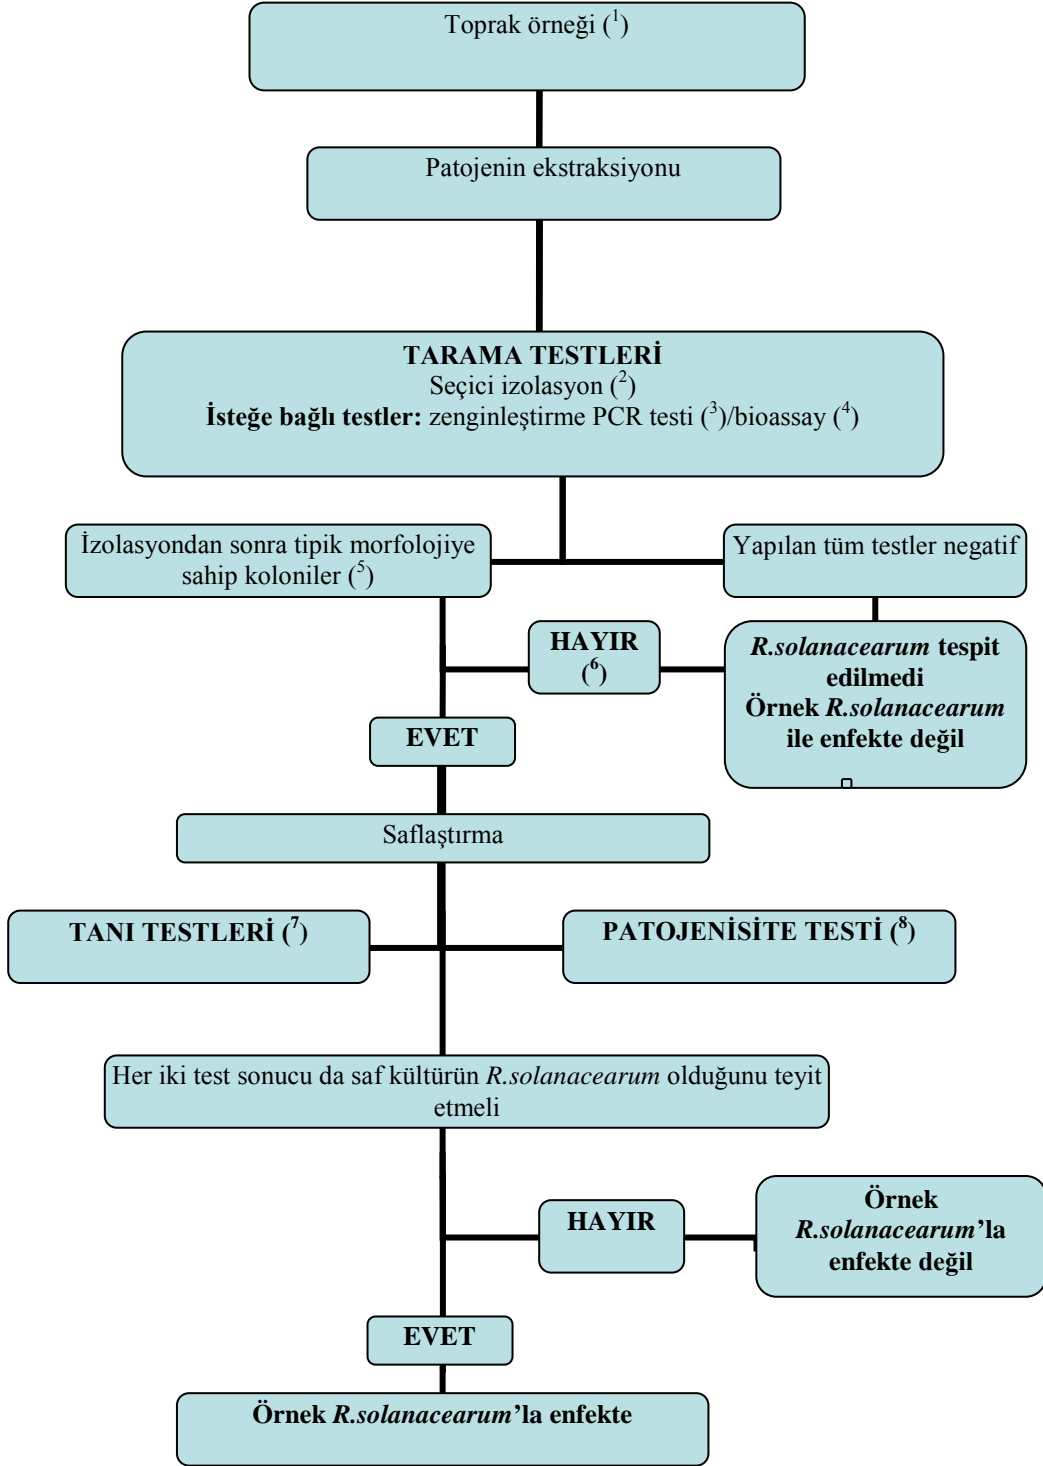 Toprak örneği (¹)
Patojenin ekstraksiyonu
TARAMA TESTLERİ
Seçici izolasyon (²)
İsteğe bağlı testler: zenginleştirme PCR testi (³)/bioassay (⁴)
İzolasyondan sonra tipik morfolojiye
sahip koloniler (⁵)
Yapılan tüm testler negatif
HAYIR
(⁶)
R.solanacearum tespit
edilmedi
Örnek R.solanacearum
ile enfekte değil
EVET
Saflaştırma
TANI TESTLERİ (⁷)
PATOJENİSİTE TESTİ (⁸)
Her iki test sonucu da saf kültürün R.solanacearum olduğunu teyit
etmeli
HAYIR
Örnek
R.solanacearum’la
enfekte değil
EVET
Örnek R.solanacearum’la enfekte